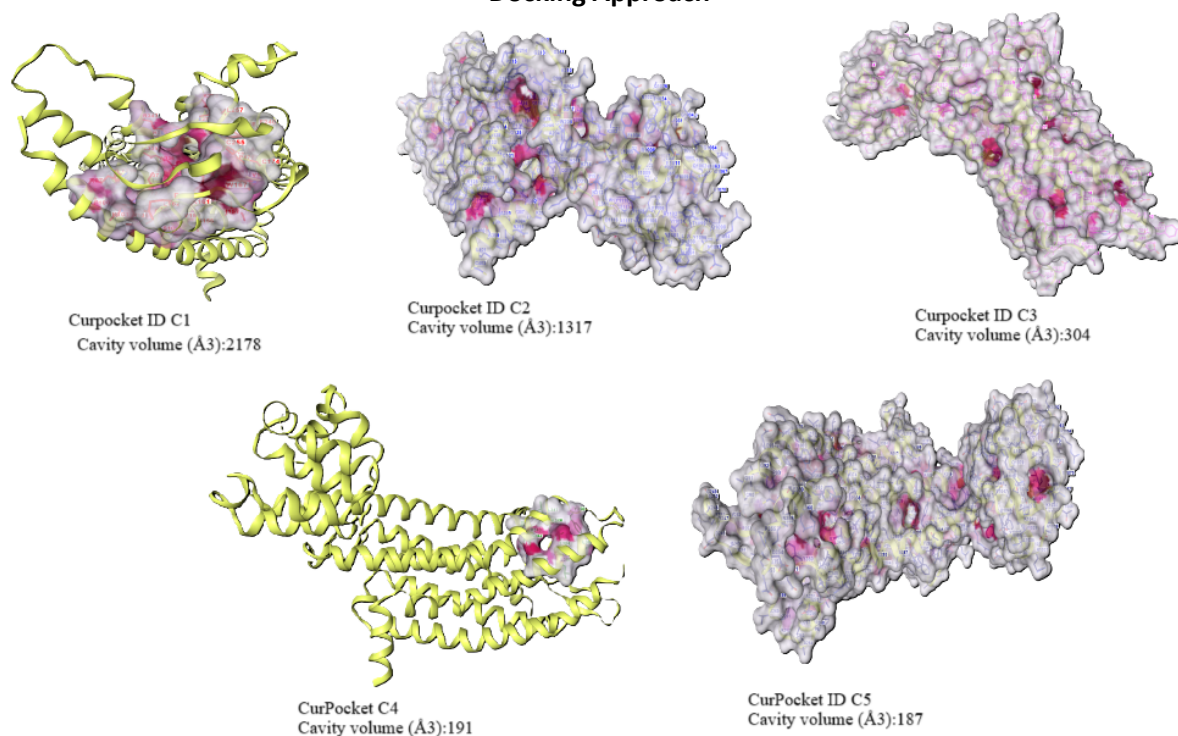 Docking Approach
Curpocket ID C1
Cavity volume (Å3):2178
Curpocket ID C2
Cavity volume (Å3):1317
Curpocket ID C3
Cavity volume (Å3):304
CurPocket C4
Cavity volume (Å3):191
CurPocket ID C5
Cavity volume (Å3):187